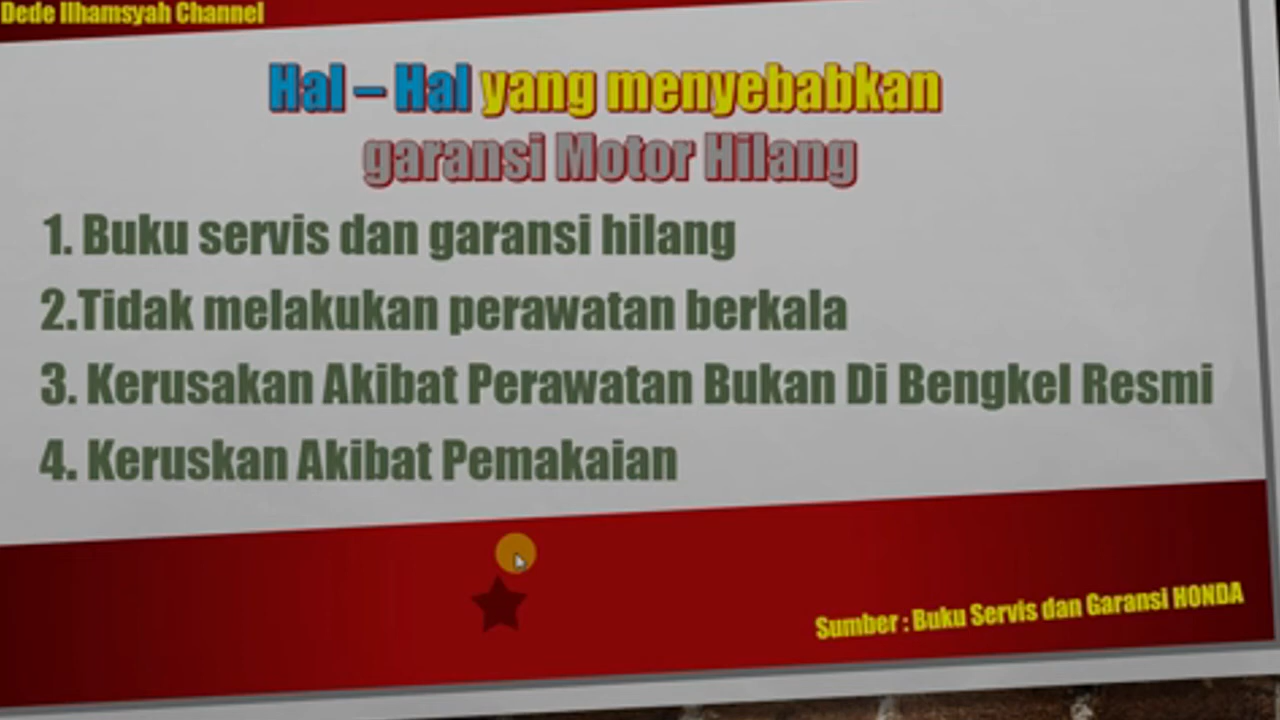 Dede Ilhamsyah Channel
Hal – Hal yang menyebabkan
garansi Motor Hilang
1. Buku servis dan garansi hilang
2.Tidak melakukan perawatan berkala
3. Kerusakan Akibat Perawatan Bukan Di Bengkel Resmi
4. Keruskan Akibat Pemakaian
Sumber : Buku Servis dan Garansi HONDA